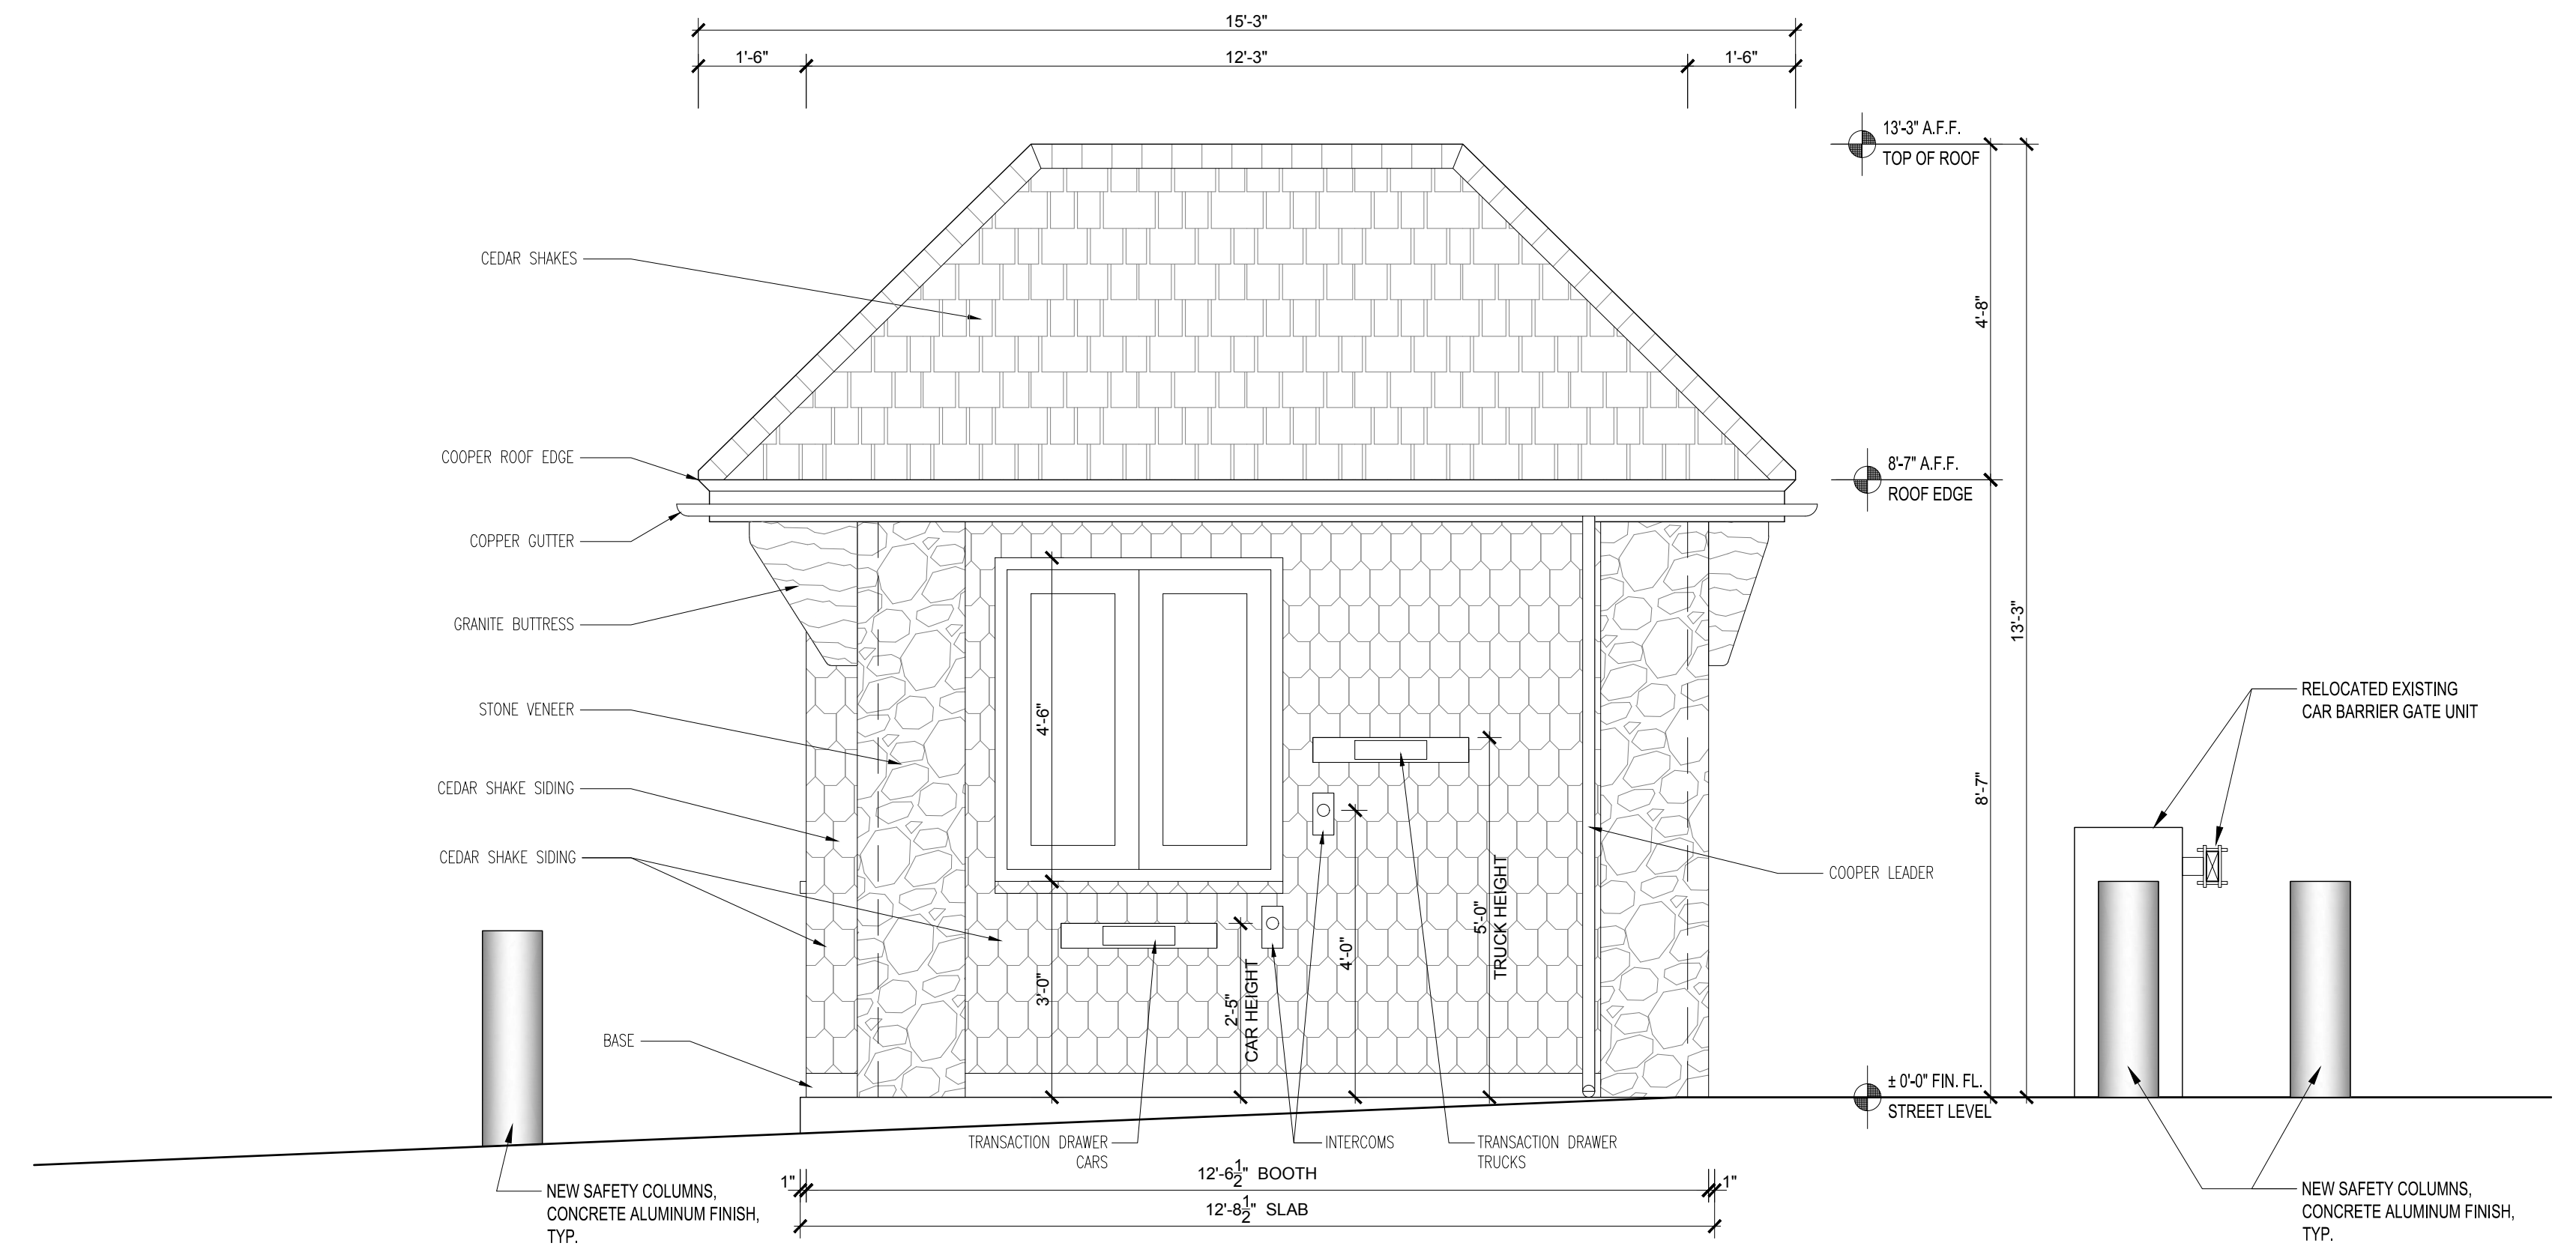 15'-3"
1'-6"
12'-3"
1'-6"
13'-3" A.F.F.
TOP OF ROOF
CEDAR SHAKES
4'-8"
COOPER ROOF EDGE
8'-7" A.F.F.
ROOF EDGE
COPPER GUTTER
GRANITE BUTTRESS
13'-3"
STONE VENEER
4'-6"
RELOCATED EXISTING
CAR BARRIER GATE UNIT
CEDAR SHAKE SIDING
8'-7"
CEDAR SHAKE SIDING
COOPER LEADER
5'-0"
TRUCK HEIGHT
4'-0"
3'-0"
2'-5"
CAR HEIGHT
BASE
± 0'-0" FIN. FL.
STREET LEVEL
TRANSACTION DRAWER
CARS
INTERCOMS
TRANSACTION DRAWER
TRUCKS
1"
12'-6½" BOOTH
1"
12'-8½" SLAB
NEW SAFETY COLUMNS,
CONCRETE ALUMINUM FINISH,
TYP.
NEW SAFETY COLUMNS,
CONCRETE ALUMINUM FINISH,
TYP.